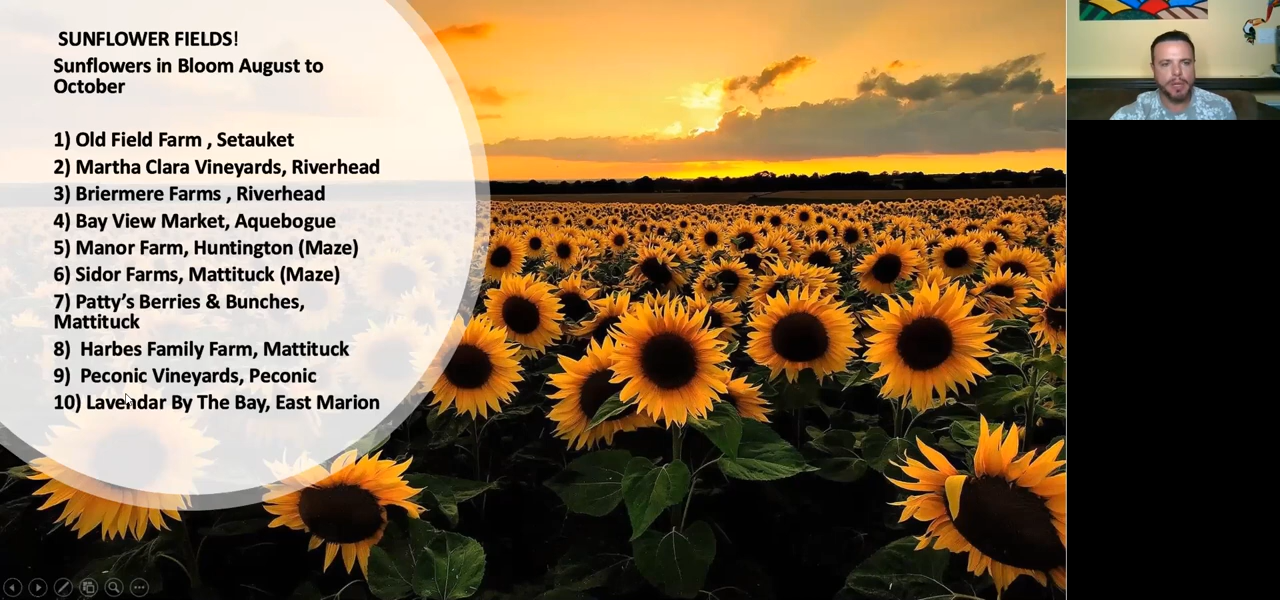 SUNFLOWER FIELDS!
Sunflowers in Bloom August to
October
1) Old Field Farm , Setauket
2) Martha Clara Vineyards, Riverhead
3) Briermere Farms , Riverhead
4) Bay View Market, Aquebogue
5) Manor Farm, Huntington (Maze)
6) Sidor Farms, Mattituck (Maze)
7) Patty’s Berries & Bunches,
Mattituck
8) Harbes Family Farm, Mattituck
9) Peconic Vineyards, Peconic
10) Lavendar By The Bay, East Marion